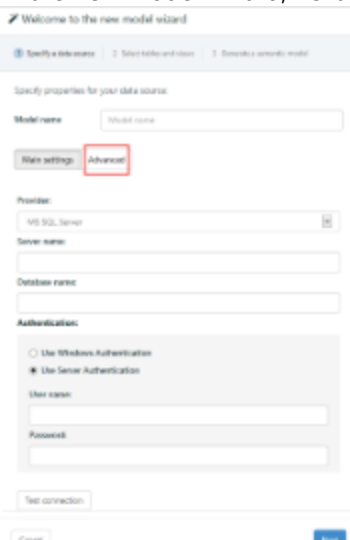 Welcome to the new model wizard
1 Specify a data source 2 Select tables and views 3 Generate a semantic model
Specify properties for your data source.
Model name Model name
Main settings Advanced
Provider:
MS SQL Server
Server name:
Database name:
Authentication:
Use Windows Authentication
Use Server Authentication
User name:
Password:
Test connection
Cancel